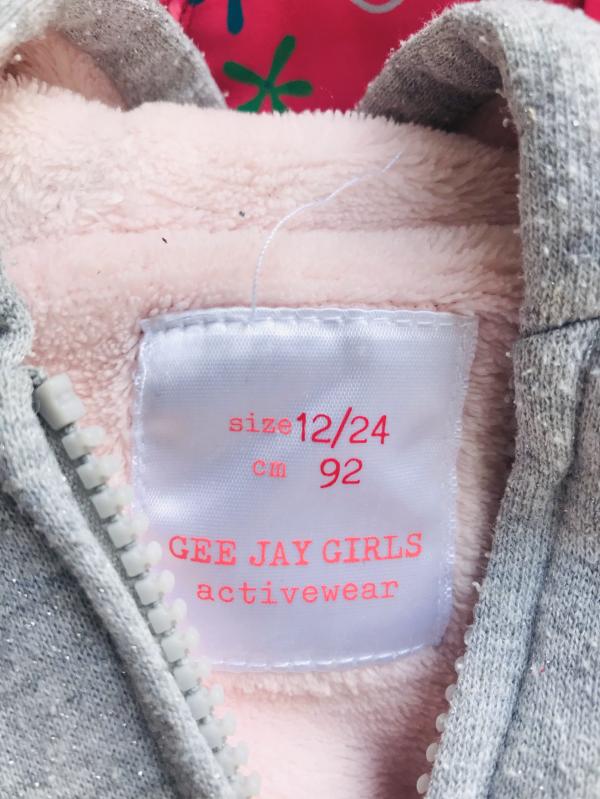 size 12/24
cm 92
GEE JAY GIRLS
activewear